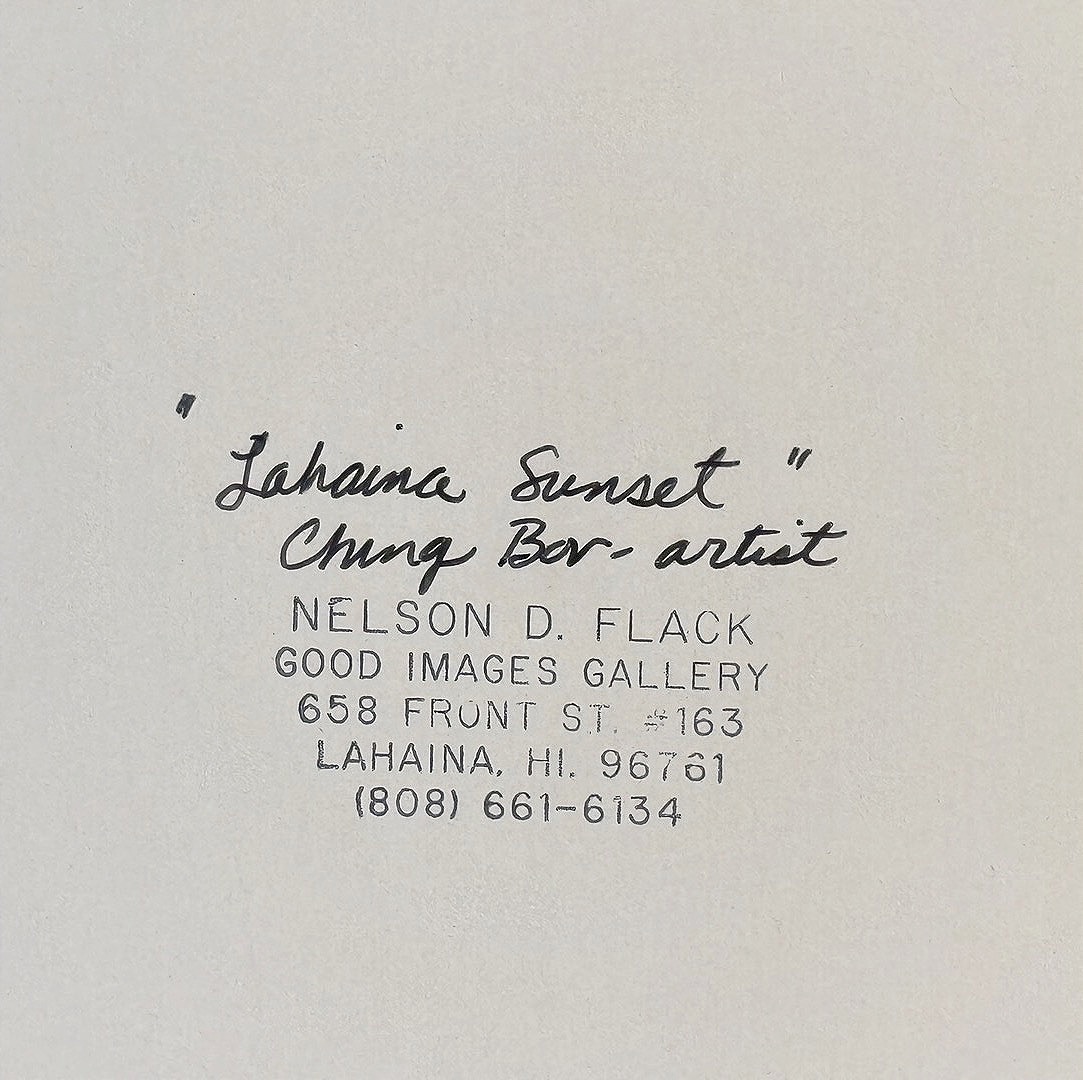 "Lahaina Sunset"
Ching Bor- artist
NELSON D. FLACK
GOOD IMAGES GALLERY
658 FRONT ST. #163
LAHAINA, HI. 96761
(808) 661-6134